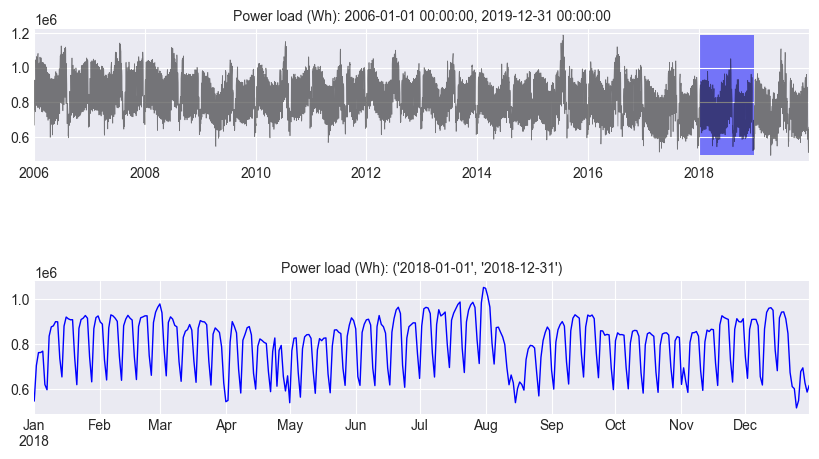 Power load (Wh): 2006-01-01 00:00:00, 2019-12-31 00:00:00
1e6
1.2
1.0
0.8
0.6
2006 2008 2010 2012 2014 2016 2018
Power load (Wh): ('2018-01-01', '2018-12-31')
1e6
1.0
0.8
0.6
Jan Feb Mar Apr May Jun Jul Aug Sep Oct Nov Dec
2018